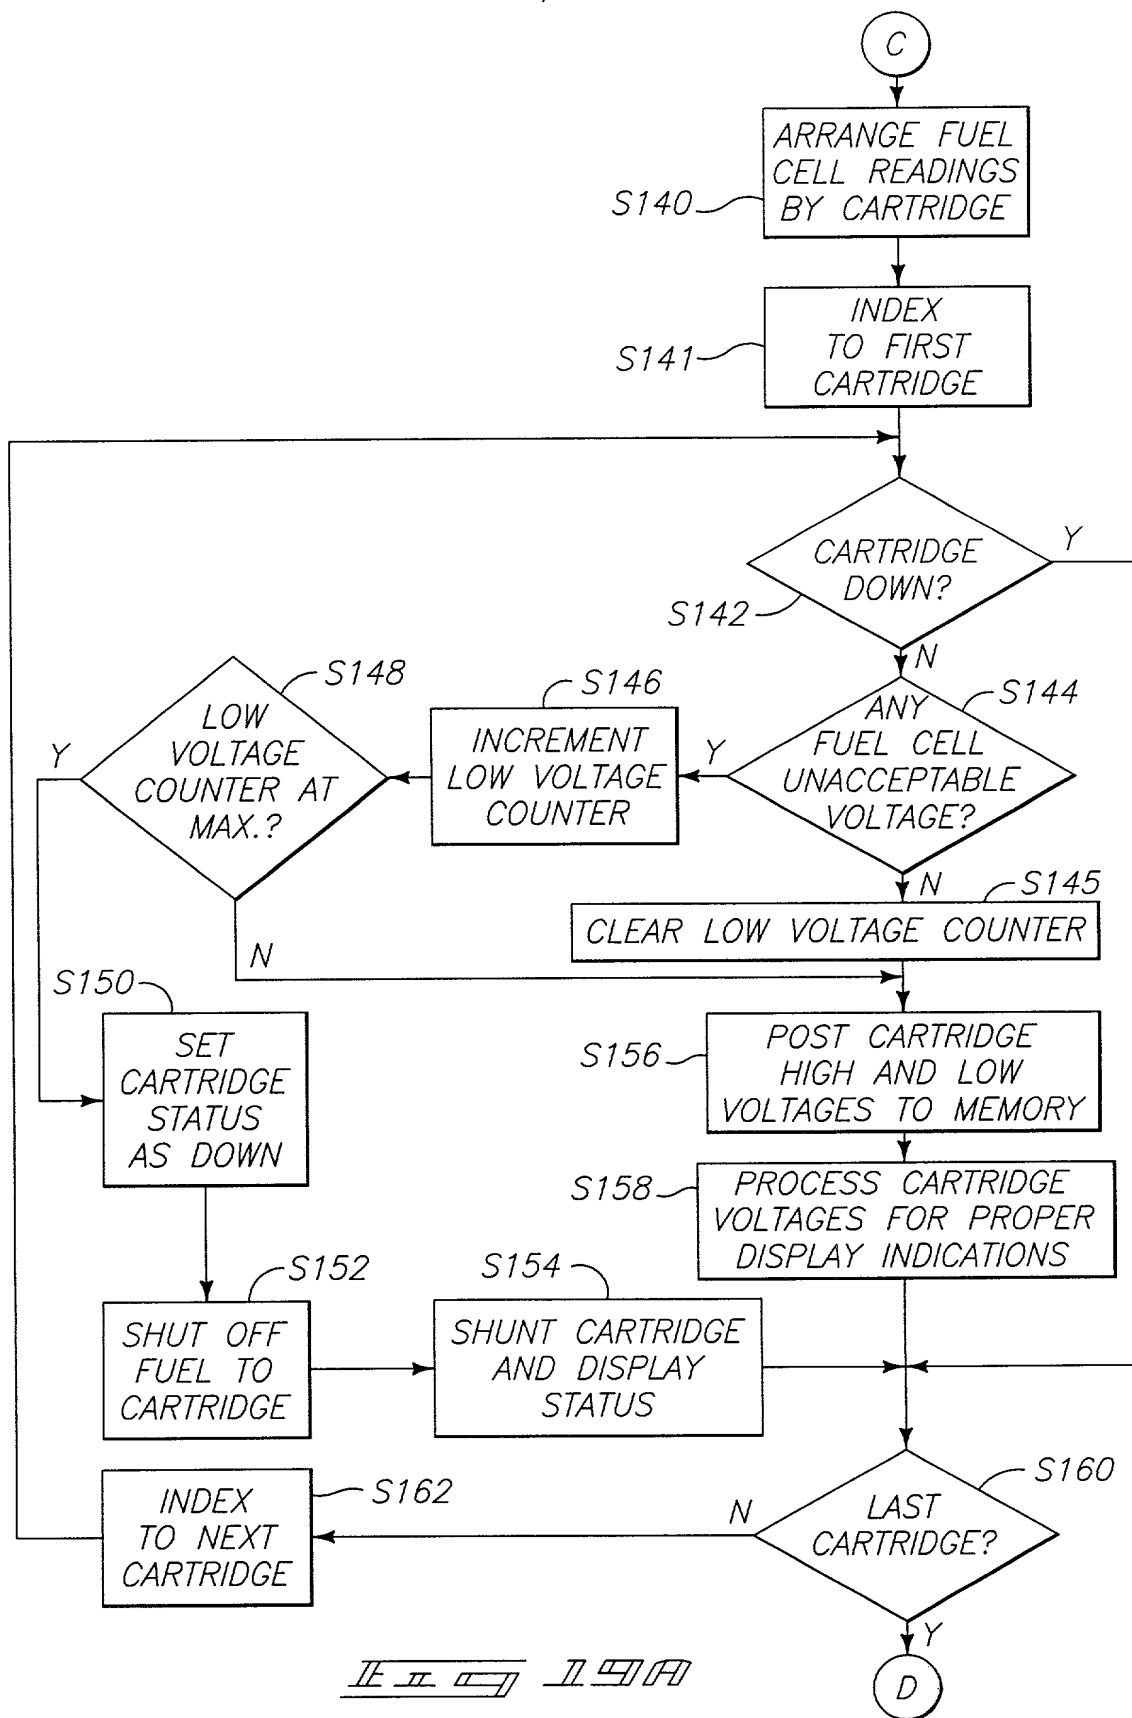 C
ARRANGE FUEL
CELL READINGS
BY CARTRIDGE
S140
INDEX
TO FIRST
CARTRIDGE
S141
CARTRIDGE
DOWN?
Y
S142
N
S148
LOW
VOLTAGE
COUNTER AT
MAX.?
Y
S146
INCREMENT
LOW VOLTAGE
COUNTER
Y
S144
ANY
FUEL CELL
UNACCEPTABLE
VOLTAGE?
N
S145
CLEAR LOW VOLTAGE COUNTER
N
S150
SET
CARTRIDGE
STATUS
AS DOWN
S156
POST CARTRIDGE
HIGH AND LOW
VOLTAGES TO MEMORY
S158
PROCESS CARTRIDGE
VOLTAGES FOR PROPER
DISPLAY INDICATIONS
S152
SHUT OFF
FUEL TO
CARTRIDGE
S154
SHUNT CARTRIDGE
AND DISPLAY
STATUS
S162
INDEX
TO NEXT
CARTRIDGE
N
S160
LAST
CARTRIDGE?
Y
D
FIG 19A